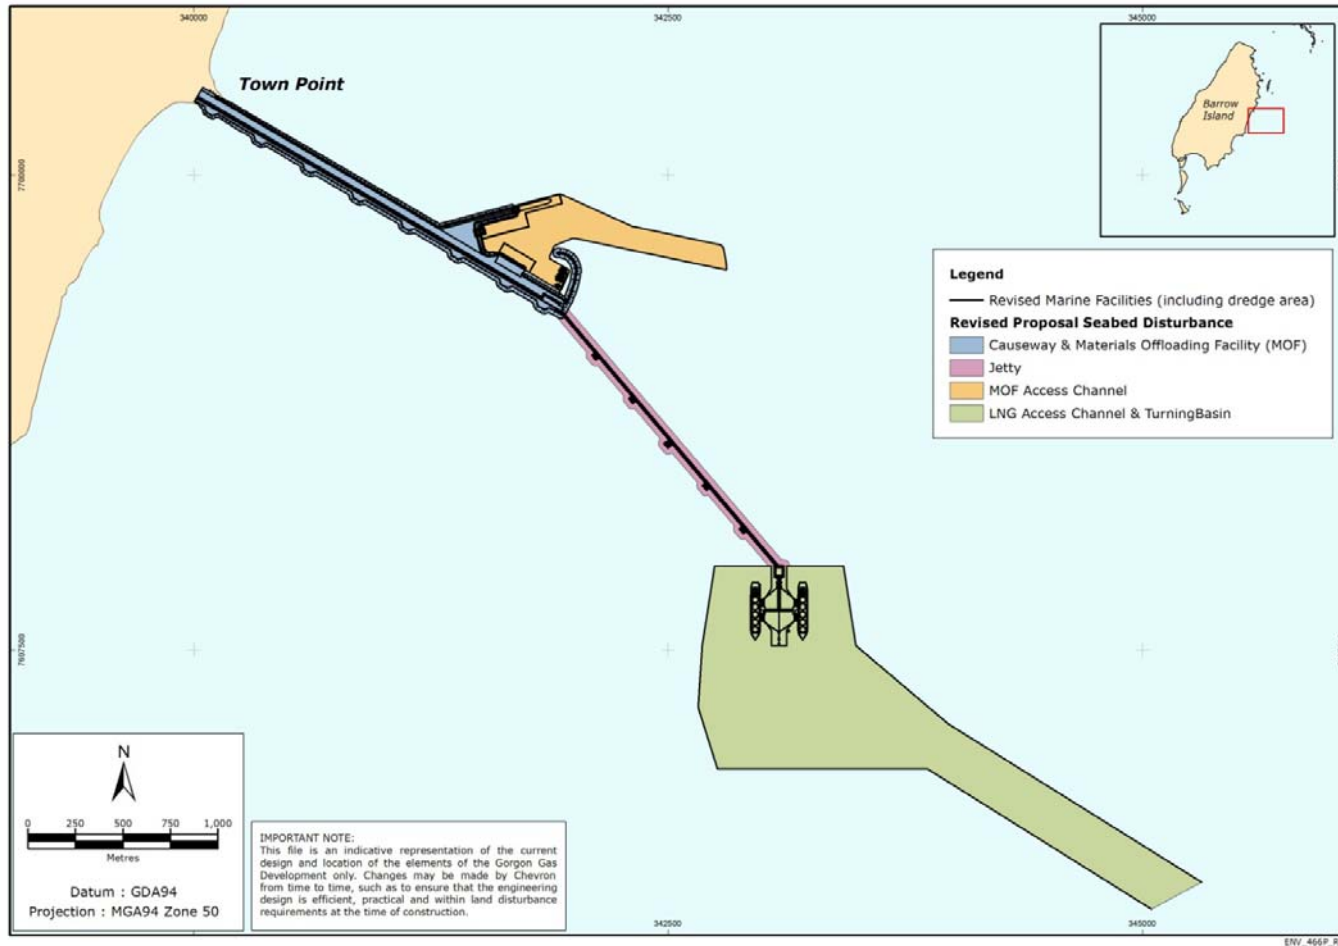 340000
342500
345000
Town Point
Barrow
Island
7700000
Legend
Revised Marine Facilities (including dredge area)
Revised Proposal Seabed Disturbance
Causeway & Materials Offloading Facility (MOF)
Jetty
MOF Access Channel
LNG Access Channel & TurningBasin
7697500
N
0 250 500 750 1,000
Metres
Datum : GDA94
Projection : MGA94 Zone 50
IMPORTANT NOTE:
This file is an indicative representation of the current
design and location of the elements of the Gorgon Gas
Development only. Changes may be made by Chevron
from time to time, such as to ensure that the engineering
design is efficient, practical and within land disturbance
requirements at the time of construction.
342500
345000